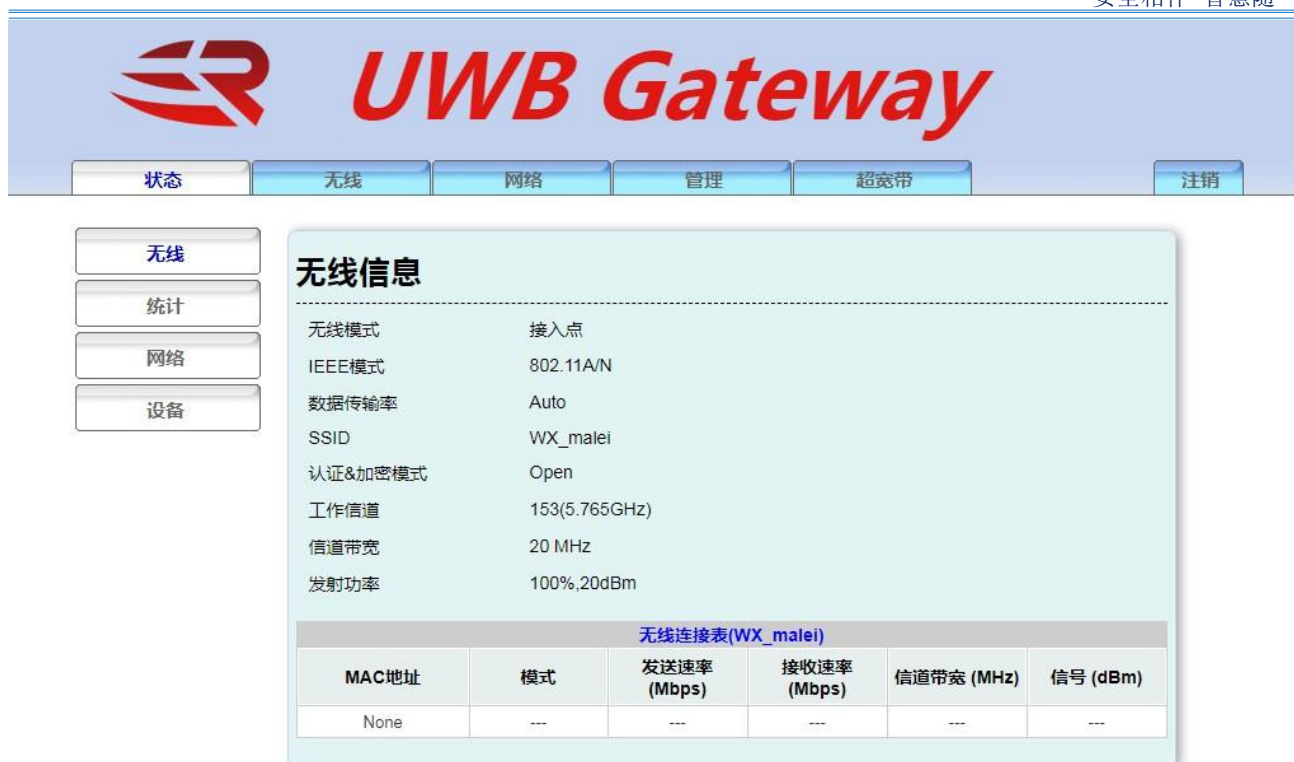 UWB Gateway
状态 无线 网络 管理 超宽带 注销
无线
统计
网络
设备
无线信息
无线模式 接入点
IEEE模式 802.11A/N
数据传输率 Auto
SSID WX_malei
认证&加密模式 Open
工作信道 153(5.765GHz)
信道带宽 20 MHz
发射功率 100%,20dBm
无线连接表(WX_malei)
MAC地址 模式 发送速率 (Mbps) 接收速率 (Mbps) 信道带宽 (MHz) 信号 (dBm)
None --- --- --- --- ---